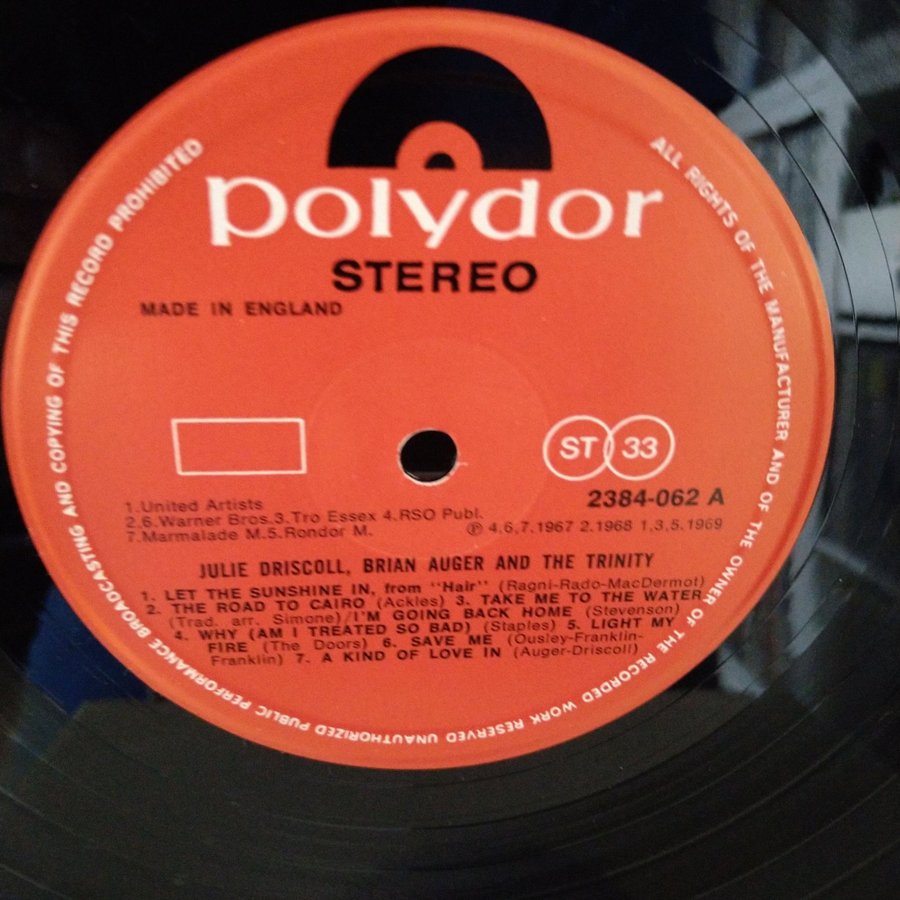 polydor
STEREO
MADE IN ENGLAND
ST 33
2384-062 A
1.United Artists
2.6.Warner Bros.3.Tro Essex 4.RSO Publ.
7.Marmalade M.5.Rondor M.
℗ 4,6,7.1967 2.1968 1,3,5.1969
JULIE DRISCOLL, BRIAN AUGER AND THE TRINITY
1. LET THE SUNSHINE IN, from "Hair" (Ragni-Rado-MacDermot)
2. THE ROAD TO CAIRO (Ackles) 3. TAKE ME TO THE WATER
(Trad. arr. Simone)/I'M GOING BACK HOME (Stevenson)
4. WHY (AM I TREATED SO BAD) (Staples) 5. LIGHT MY
FIRE (The Doors) 6. SAVE ME (Ousley-Franklin-
Franklin) 7. A KIND OF LOVE IN (Auger-Driscoll)
ALL RIGHTS OF THE MANUFACTURER AND OF THE OWNER OF THE RECORDED WORK RESERVED UNAUTHORIZED PUBLIC PERFORMANCE BROADCASTING AND COPYING OF THIS RECORD PROHIBITED